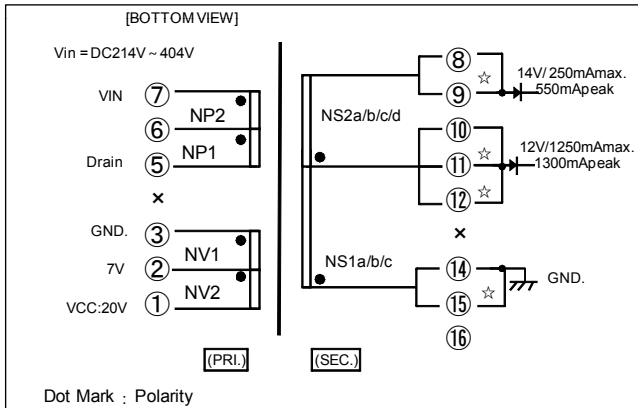 [BOTTOM VIEW]
Vin = DC214V ~ 404V
VIN ⑦
NP2
⑥
NP1
Drain ⑤
×
GND. ③
NV1
7V ②
NV2
VCC:20V ①
(PRI.)
(SEC.)
NS2a/b/c/d
NS1a/b/c
⑧
☆
⑨
14V/ 250mAmax.
550mApeak
⑩
☆
⑪
☆
⑫
12V/1250mAmax.
1300mApeak
×
⑭
☆
⑮
GND.
⑯
Dot Mark : Polarity